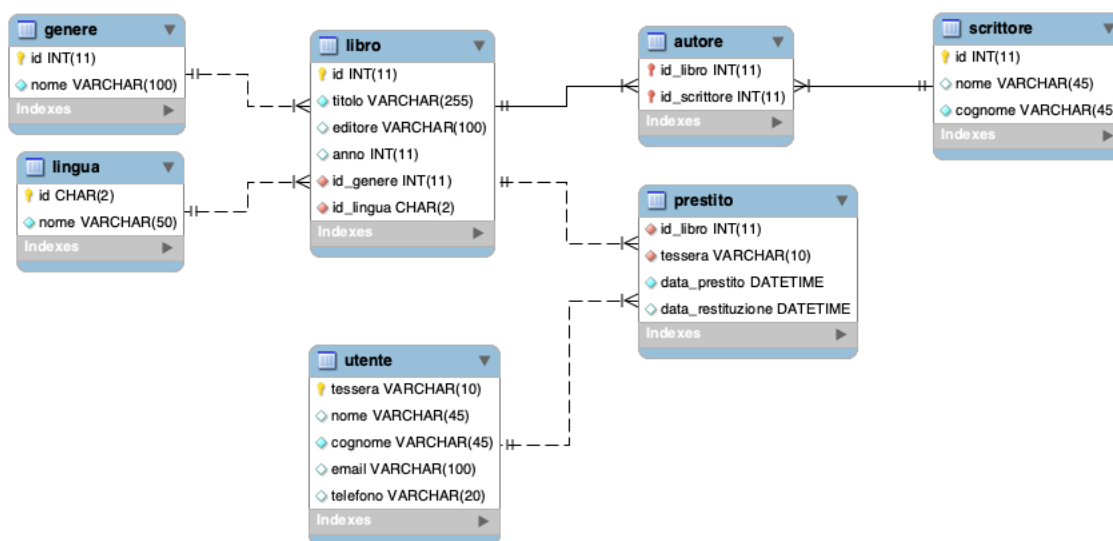 genere
id INT(11)
nome VARCHAR(100)
Indexes
lingua
id CHAR(2)
nome VARCHAR(50)
Indexes
libro
id INT(11)
titolo VARCHAR(255)
editore VARCHAR(100)
anno INT(11)
id_genere INT(11)
id_lingua CHAR(2)
Indexes
autore
id_libro INT(11)
id_scrittore INT(11)
Indexes
scrittore
id INT(11)
nome VARCHAR(45)
cognome VARCHAR(45
Indexes
prestito
id_libro INT(11)
tessera VARCHAR(10)
data_prestito DATETIME
data_restituzione DATETIME
Indexes
utente
tessera VARCHAR(10)
nome VARCHAR(45)
cognome VARCHAR(45)
email VARCHAR(100)
telefono VARCHAR(20)
Indexes